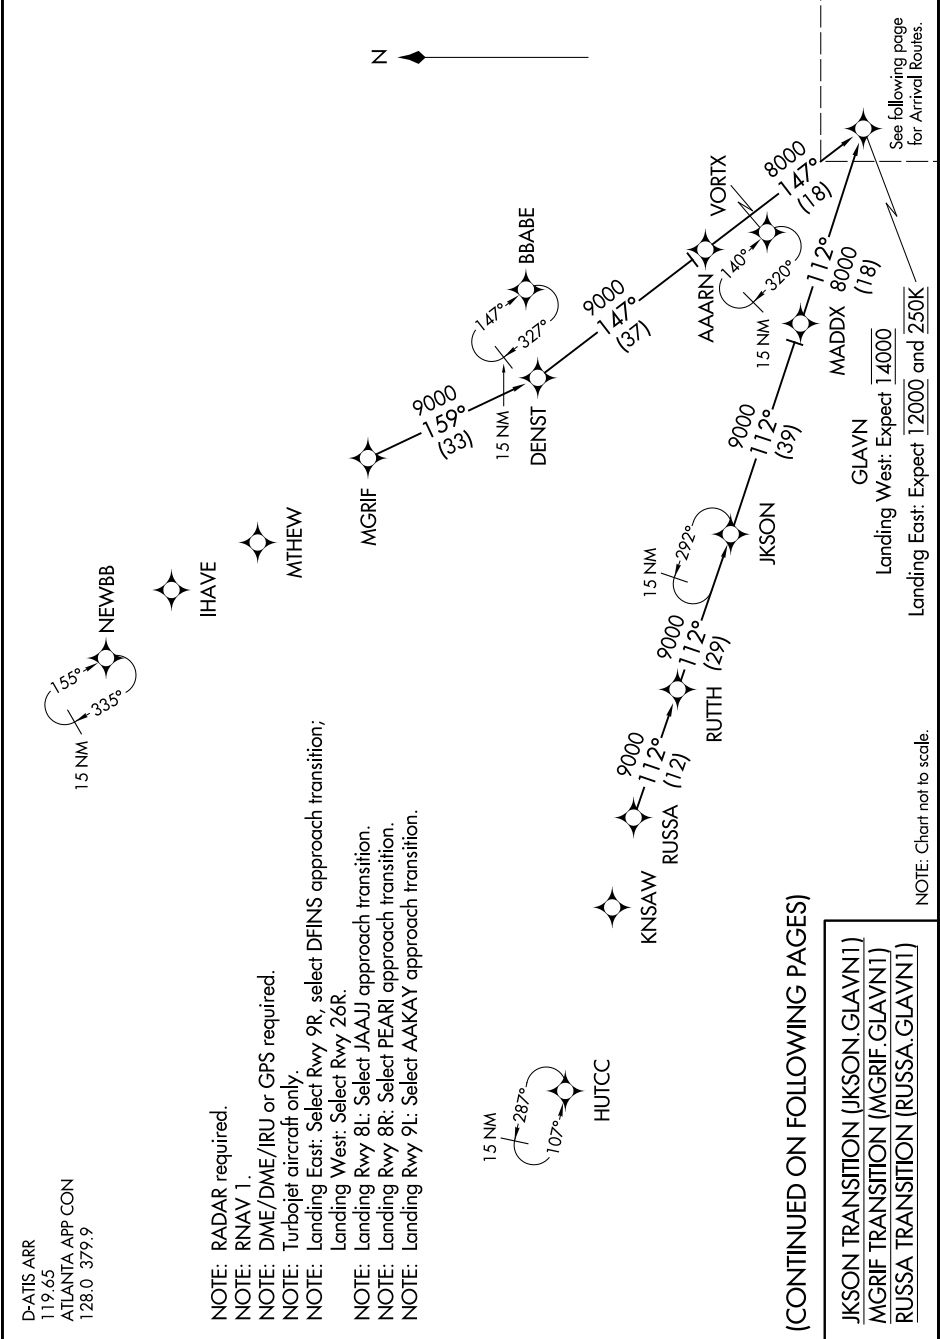 D-ATIS ARR
119.65
ATLANTA APP CON
128.0 379.9
NOTE: RADAR required.
NOTE: RNAV 1.
NOTE: DME/DME/IRU or GPS required.
NOTE: Turbojet aircraft only.
NOTE: Landing East: Select Rwy 9R, select DFINS approach transition;
Landing West: Select Rwy 26R.
NOTE: Landing Rwy 8L: Select JAAJJ approach transition.
NOTE: Landing Rwy 8R: Select PEARI approach transition.
NOTE: Landing Rwy 9L: Select AAKAY approach transition.
N
15 NM
155°
335°
NEWBB
IHAVE
MTHEW
MGRIF
9000
159°
(33)
15 NM
147°
327°
BBABE
DENST
9000
147°
(37)
AAARN
VORTX
15 NM
140°
320°
8000
147°
(18)
15 NM
287°
107°
HUTCC
KNSAW
RUSSA
9000
112°
(12)
RUTTH
9000
112°
(29)
15 NM
292°
JKSON
9000
112°
(39)
MADDX
112°
8000
(18)
GLAVN
Landing West: Expect 14000
Landing East: Expect 12000 and 250K
See following page
for Arrival Routes.
NOTE: Chart not to scale.
(CONTINUED ON FOLLOWING PAGES)
JKSON TRANSITION (JKSON.GLAVN1)
MGRIF TRANSITION (MGRIF.GLAVN1)
RUSSA TRANSITION (RUSSA.GLAVN1)